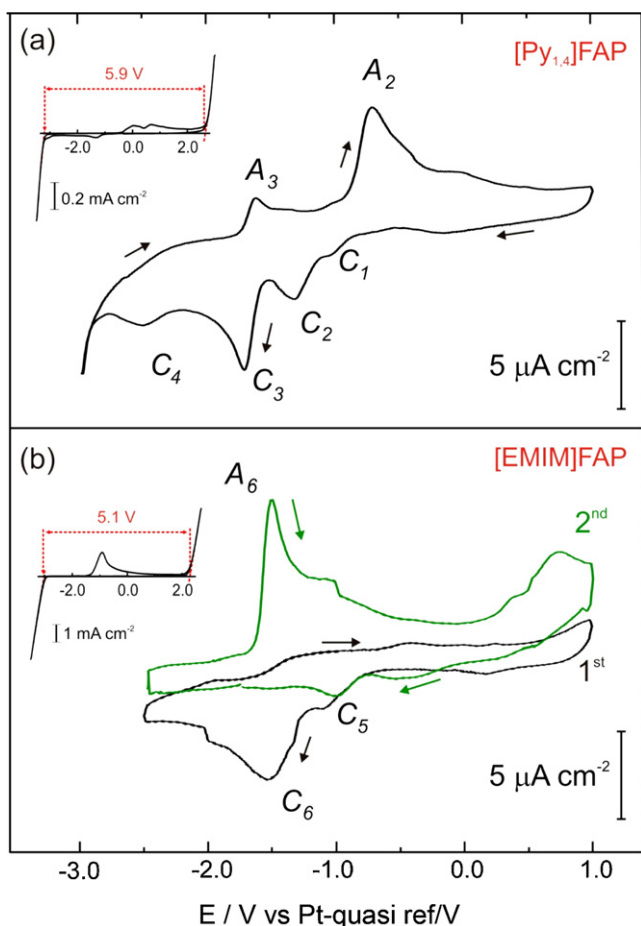 (a)
[Py1,4]FAP
5.9 V
-2.0 0.0 2.0
0.2 mA cm-2
A2
A3
C1
C2
C3
C4
5 μA cm-2
(b)
[EMIM]FAP
A6
5.1 V
-2.0 0.0 2.0
1 mA cm-2
2nd
1st
C5
C6
5 μA cm-2
-3.0 -2.0 -1.0 0.0 1.0
E / V vs Pt-quasi ref/V